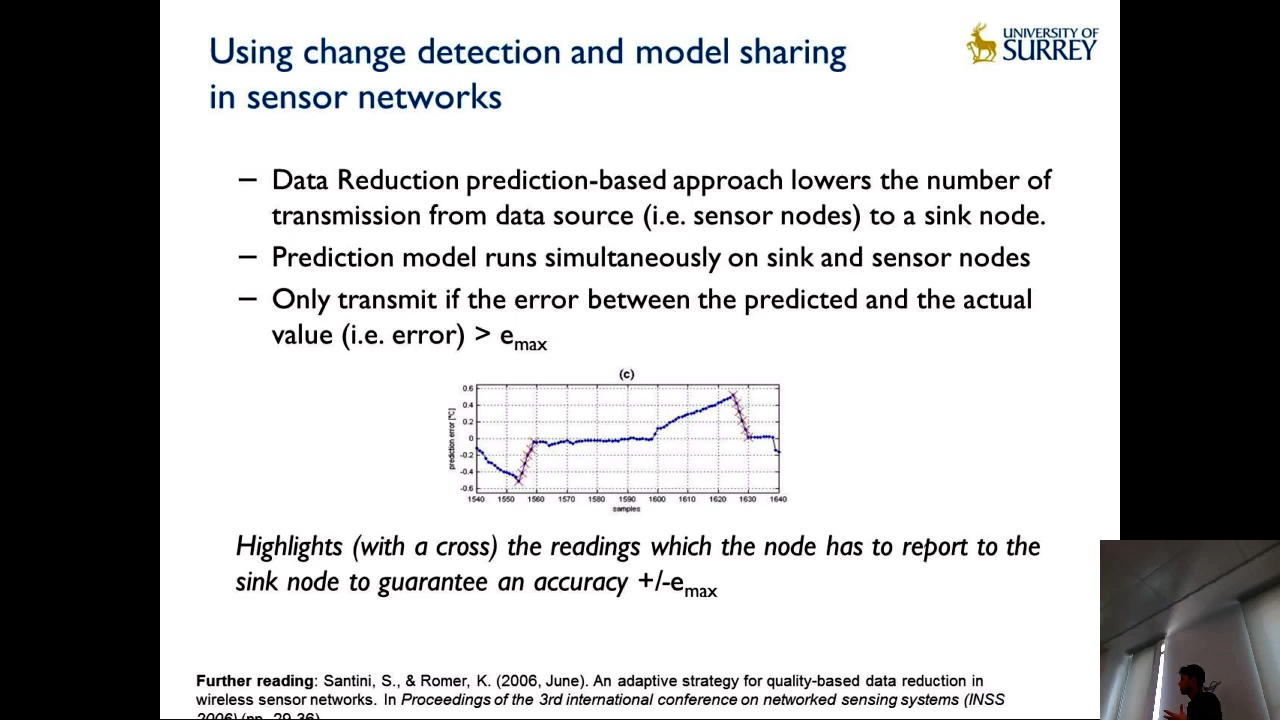 Using change detection and model sharing
in sensor networks
UNIVERSITY OF
SURREY
– Data Reduction prediction-based approach lowers the number of
transmission from data source (i.e. sensor nodes) to a sink node.
– Prediction model runs simultaneously on sink and sensor nodes
– Only transmit if the error between the predicted and the actual
value (i.e. error) > emax
(c)
prediction error [°C]
0.6
0.4
0.2
0
-0.2
-0.4
-0.6
1540 1550 1560 1570 1580 1590 1600 1610 1620 1630 1640
samples
Highlights (with a cross) the readings which the node has to report to the
sink node to guarantee an accuracy +/-emax
Further reading: Santini, S., & Romer, K. (2006, June). An adaptive strategy for quality-based data reduction in
wireless sensor networks. In Proceedings of the 3rd international conference on networked sensing systems (INSS
2006) (pp. 29-36).